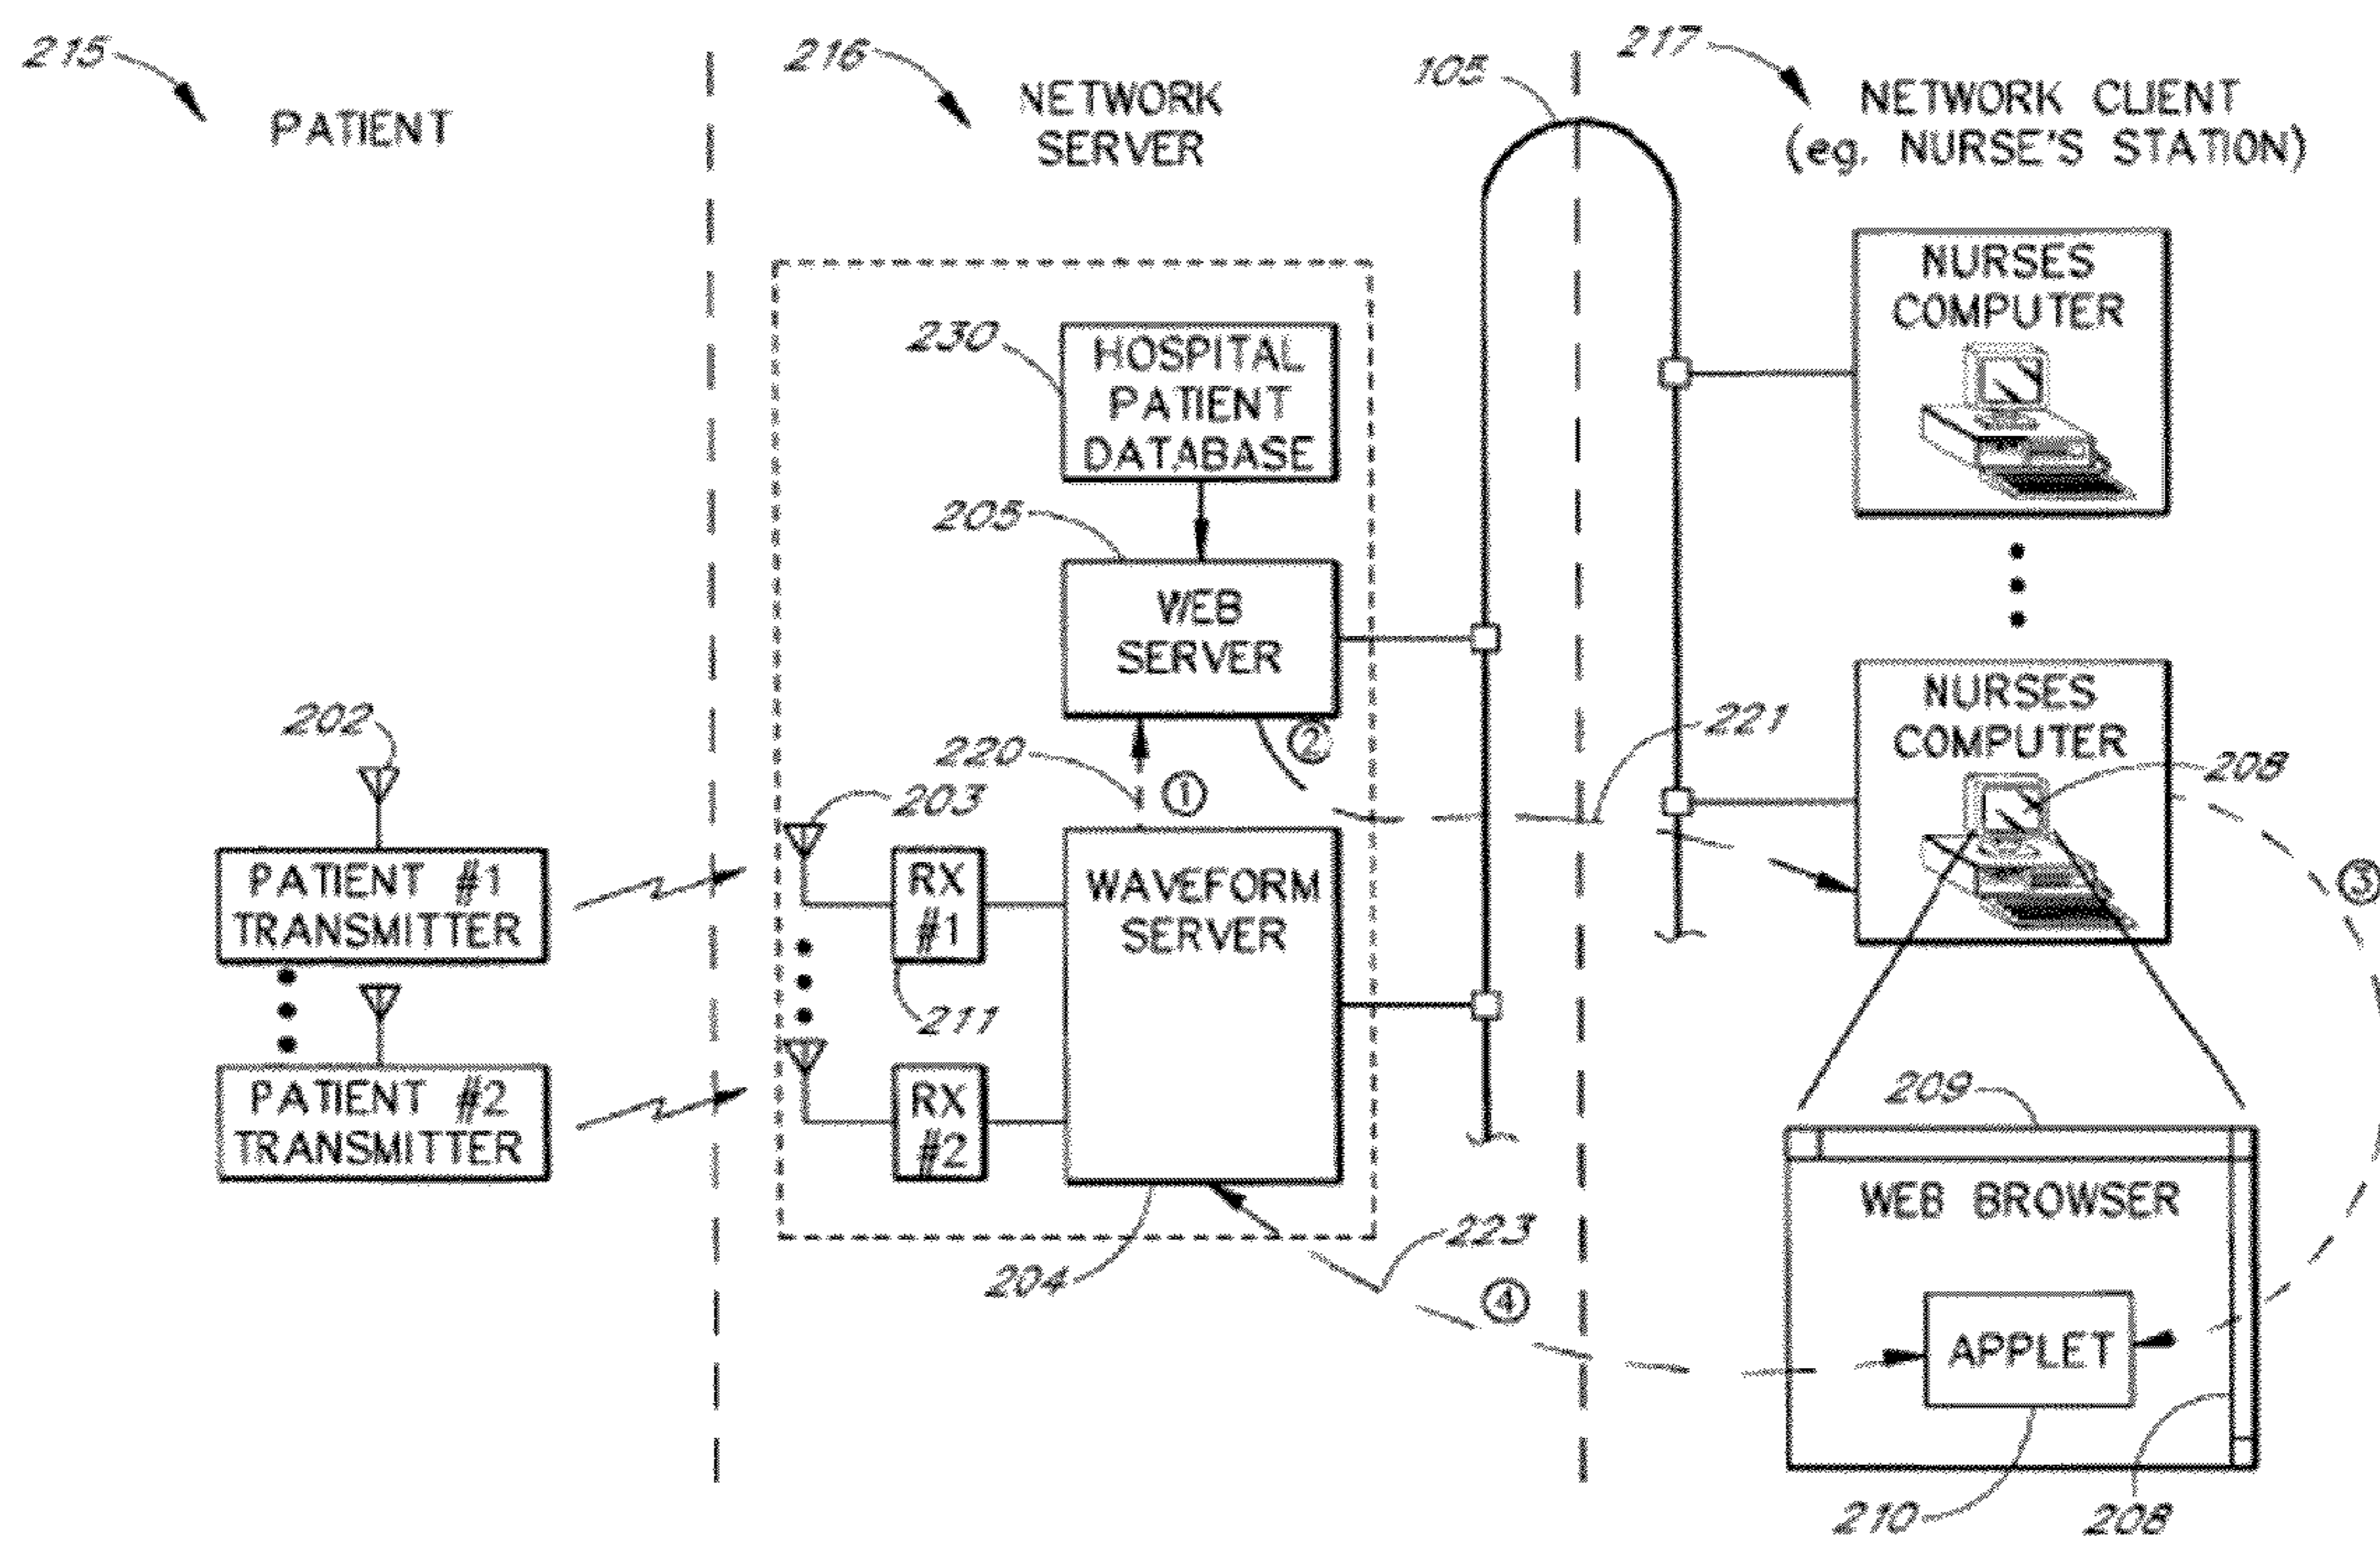 215
PATIENT
216
NETWORK
SERVER
105
217
NETWORK CLIENT
(eg. NURSE'S STATION)
230
HOSPITAL
PATIENT
DATABASE
205
WEB
SERVER
220
①
②
221
202
PATIENT #1
TRANSMITTER
PATIENT #2
TRANSMITTER
203
RX
#1
211
RX
#2
WAVEFORM
SERVER
204
223
④
NURSES
COMPUTER
NURSES
COMPUTER
208
③
209
WEB BROWSER
APPLET
210
208